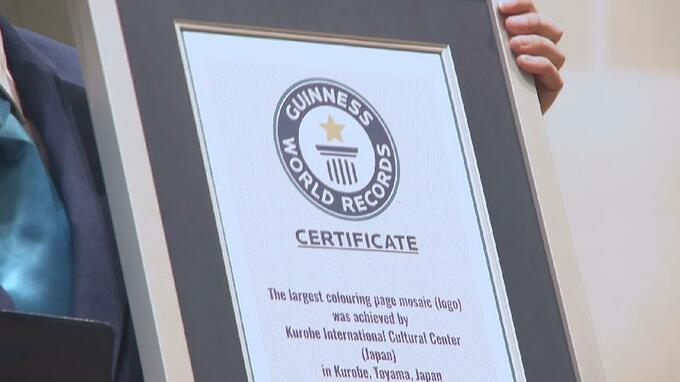 GUINNESS
WORLD RECORDS
CERTIFICATE
The largest colouring page mosaic (logo)
was achieved by
Kurobe International Cultural Center
(Japan)
in Kurobe, Toyama, Japan